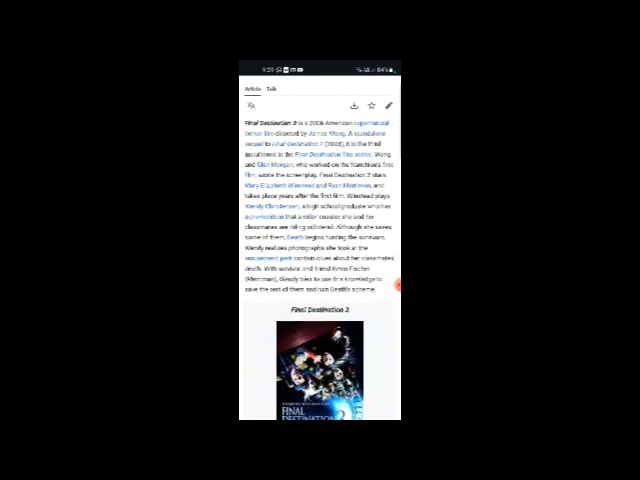 9:29
84%
Article Talk
Final Destination 3 is a 2006 American supernatural
horror film directed by James Wong. A standalone
sequel to Final Destination 2 (2003), it is the third
installment in the Final Destination film series. Wong
and Glen Morgan, who worked on the franchise's first
film, wrote the screenplay. Final Destination 3 stars
Mary Elizabeth Winstead and Ryan Merriman, and
takes place years after the first film. Winstead plays
Wendy Christensen, a high school graduate who has
a premonition that a roller coaster she and her
classmates are riding will derail. Although she saves
some of them, Death begins hunting the survivors.
Wendy realizes photographs she took at the
amusement park contain clues about her classmates'
death. With survivor and friend Kevin Fischer
(Merriman), Wendy tries to use this knowledge to
save the rest of them and ruin Death's scheme.
Final Destination 3
FINAL
DESTINATION 3